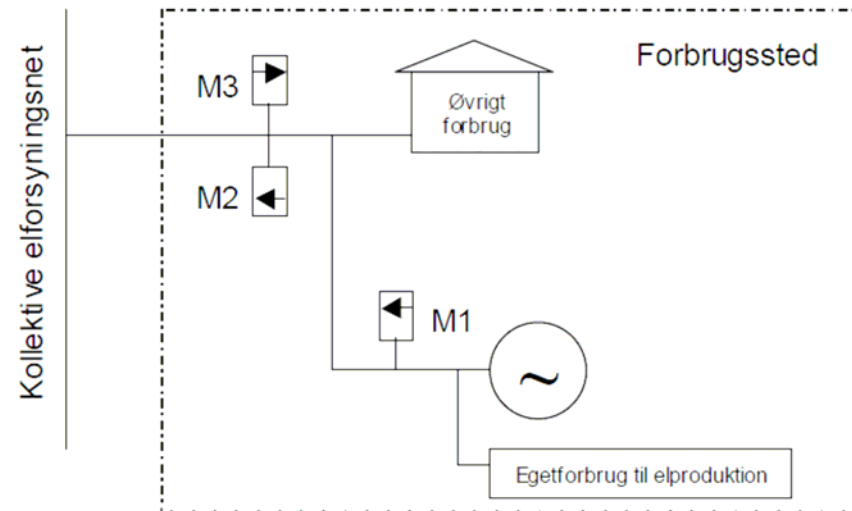 Kollektive elforsyningsnet
Forbrugssted
M3
Øvrigt
forbrug
M2
M1
~
Egetforbrug til elproduktion